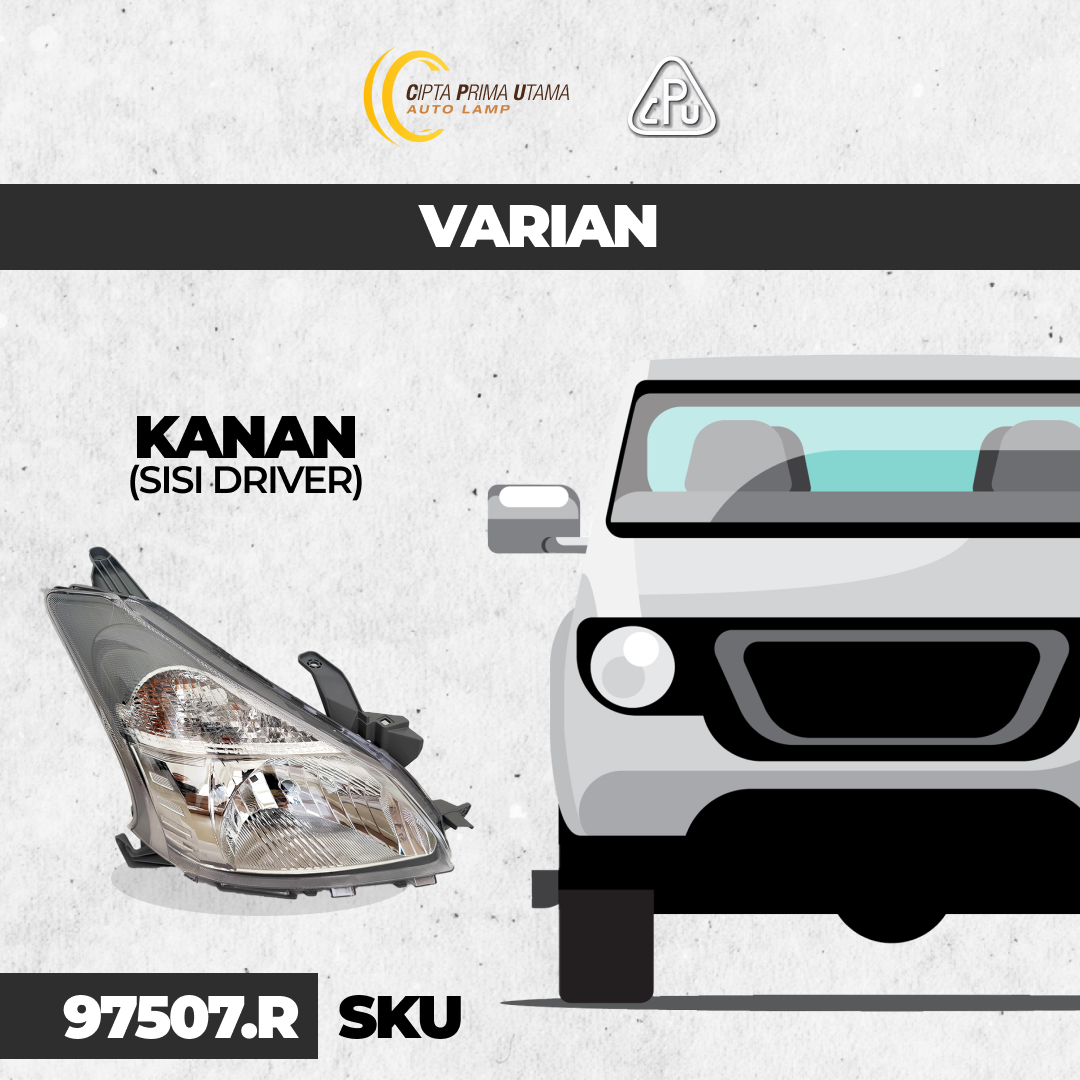 CIPTA PRIMA UTAMA
AUTO LAMP
CPU
VARIAN
KANAN
(SISI DRIVER)
97507.R SKU